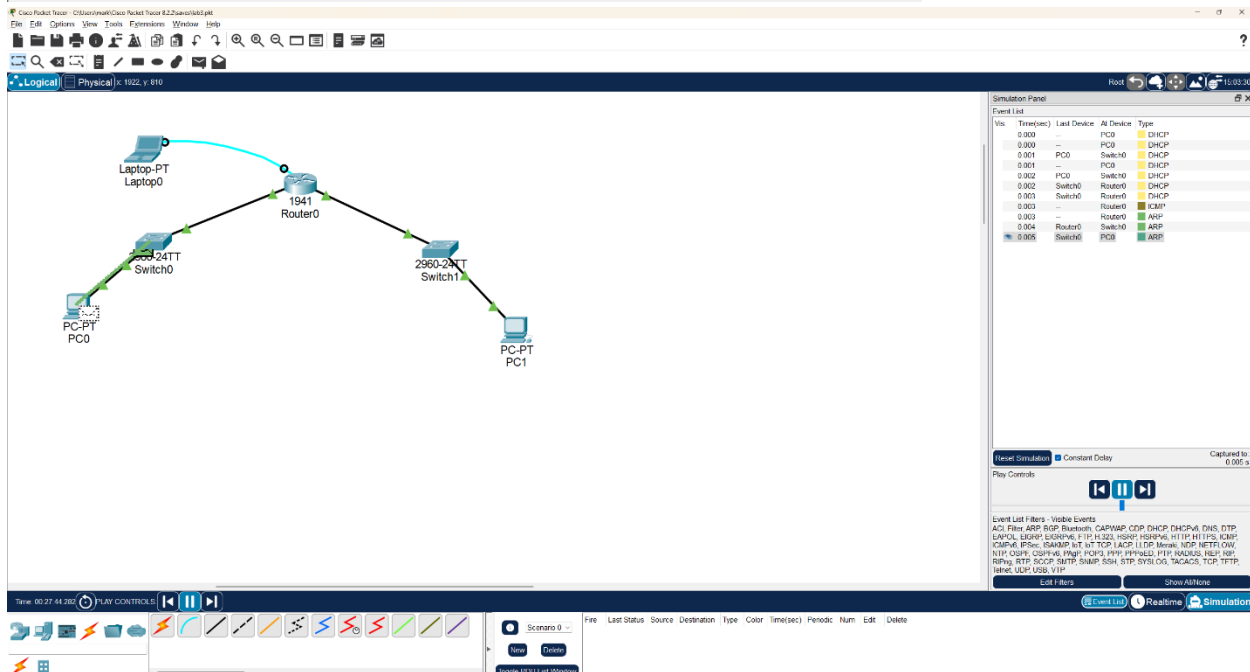 Cisco Packet Tracer - C:\Users\mark\Cisco Packet Tracer 8.2.2\saves\lab3.pkt
File Edit Options View Tools Extensions Window Help
?
Logical Physical x: 1922, y: 810
Root 15:03:30
Simulation Panel
Event List
Vis. Time(sec) Last Device At Device Type
0.000 -- PC0 DHCP
0.000 -- PC0 DHCP
0.001 PC0 Switch0 DHCP
0.001 -- PC0 DHCP
0.002 PC0 Switch0 DHCP
0.002 Switch0 Router0 DHCP
0.003 Switch0 Router0 DHCP
0.003 -- Router0 ICMP
0.003 -- Router0 ARP
0.004 Router0 Switch0 ARP
0.005 Switch0 PC0 ARP
Laptop-PT
Laptop0
1941
Router0
2960-24TT
Switch0
2960-24TT
Switch1
PC-PT
PC0
PC-PT
PC1
Reset Simulation Constant Delay Captured to:
0.005 s
Play Controls
Event List Filters - Visible Events
ACL Filter, ARP, BGP, Bluetooth, CAPWAP, CDP, DHCP, DHCPv6, DNS, DTP,
EAPOL, EIGRP, EIGRPv6, FTP, H.323, HSRP, HSRPv6, HTTP, HTTPS, ICMP,
ICMPv6, IPSec, ISAKMP, IoT, IoT TCP, LACP, LLDP, Meraki, NDP, NETFLOW,
NTP, OSPF, OSPFv6, PAgP, POP3, PPP, PPPoED, PTP, RADIUS, REP, RIP,
RIPng, RTP, SCCP, SMTP, SNMP, SSH, STP, SYSLOG, TACACS, TCP, TFTP,
Telnet, UDP, USB, VTP
Edit Filters Show All/None
Time: 00:27:44.282 PLAY CONTROLS Event List Realtime Simulation
Scenario 0
New Delete
Toggle PDU List Window
Fire Last Status Source Destination Type Color Time(sec) Periodic Num Edit Delete